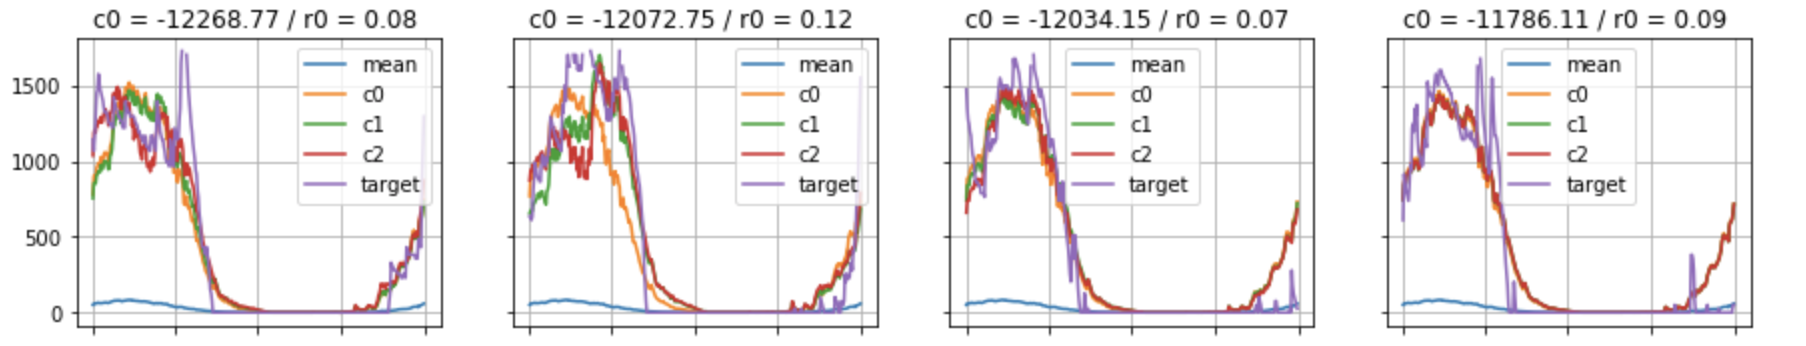 c0 = -12268.77 / r0 = 0.08
c0 = -12072.75 / r0 = 0.12
c0 = -12034.15 / r0 = 0.07
c0 = -11786.11 / r0 = 0.09
1500
1000
500
0
mean
c0
c1
c2
target
mean
c0
c1
c2
target
mean
c0
c1
c2
target
mean
c0
c1
c2
target